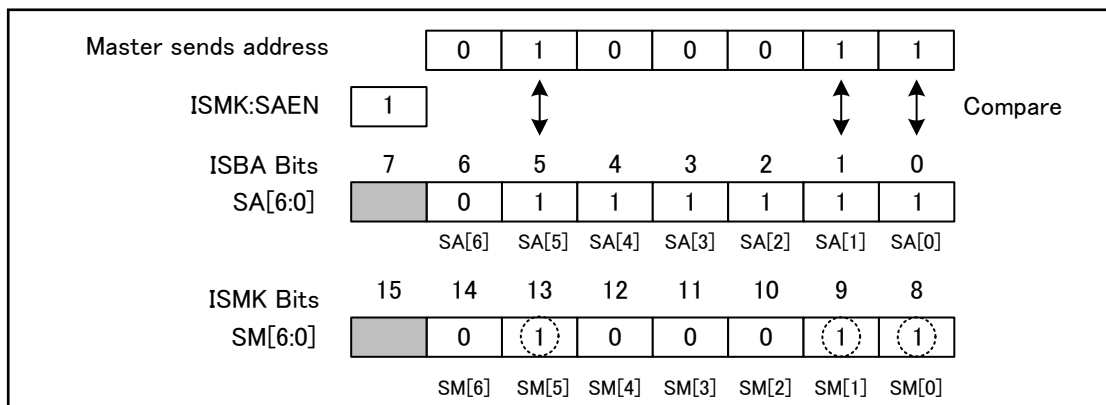 Master sends address 0 1 0 0 0 1 1
ISMK:SAEN 1 Compare
ISBA Bits 7 6 5 4 3 2 1 0
SA[6:0] 0 1 1 1 1 1 1
SA[6] SA[5] SA[4] SA[3] SA[2] SA[1] SA[0]
ISMK Bits 15 14 13 12 11 10 9 8
SM[6:0] 0 1 0 0 0 1 1
SM[6] SM[5] SM[4] SM[3] SM[2] SM[1] SM[0]